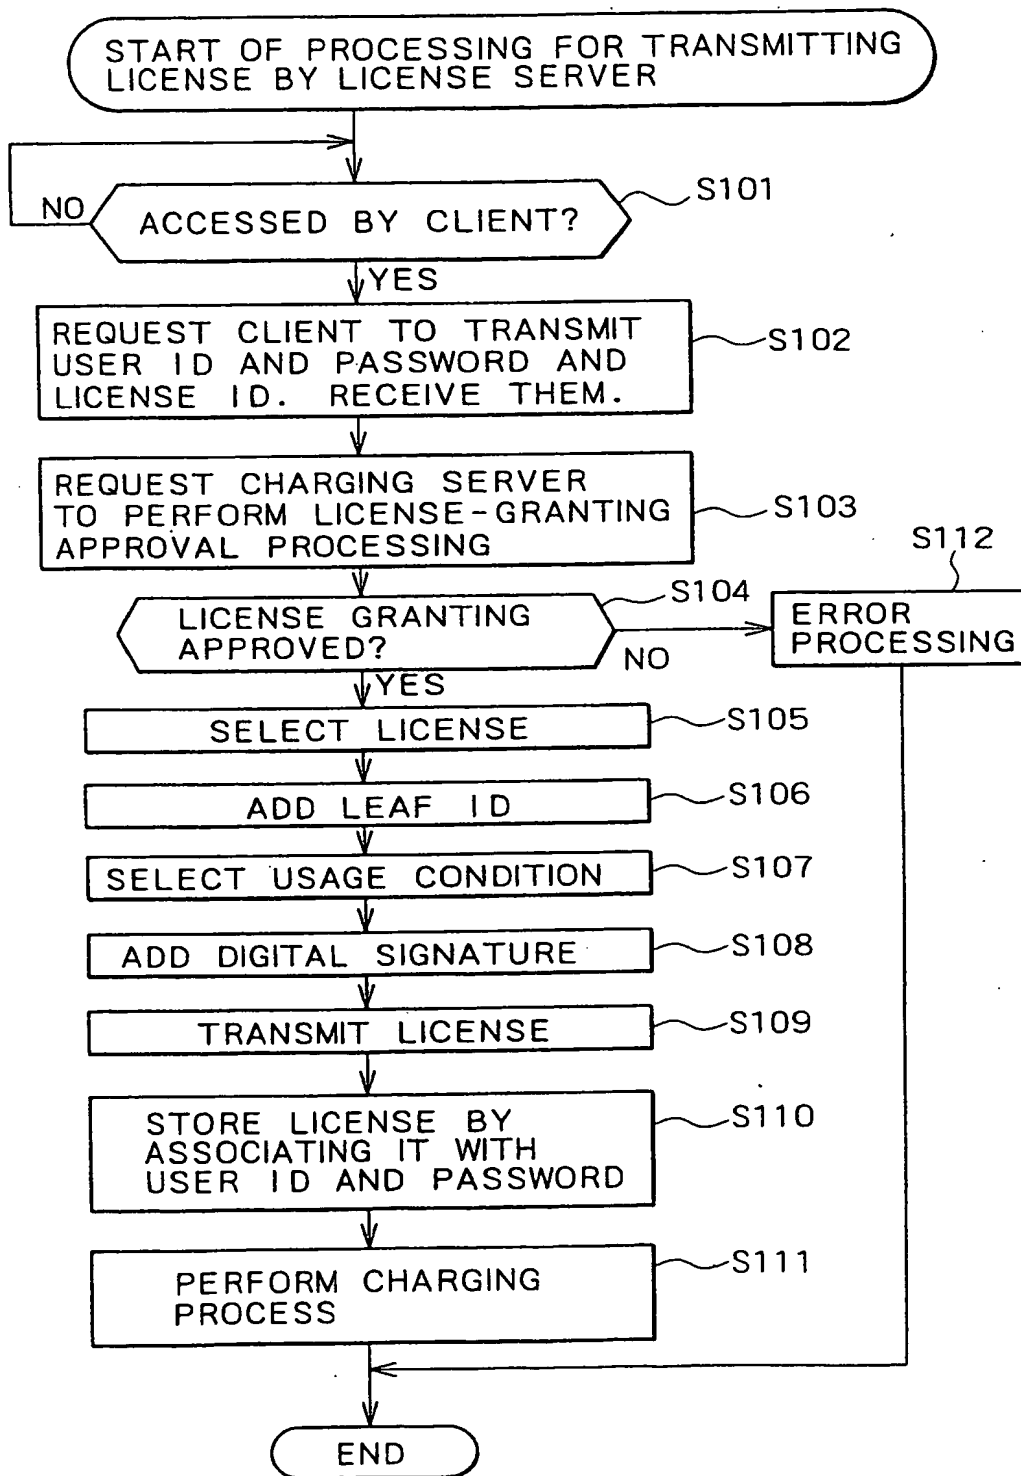 START OF PROCESSING FOR TRANSMITTING
LICENSE BY LICENSE SERVER
NO
ACCESSED BY CLIENT?
S101
YES
REQUEST CLIENT TO TRANSMIT
USER ID AND PASSWORD AND
LICENSE ID. RECEIVE THEM.
S102
REQUEST CHARGING SERVER
TO PERFORM LICENSE-GRANTING
APPROVAL PROCESSING
S103
LICENSE GRANTING
APPROVED?
S104
NO
S112
ERROR
PROCESSING
YES
SELECT LICENSE
S105
ADD LEAF ID
S106
SELECT USAGE CONDITION
S107
ADD DIGITAL SIGNATURE
S108
TRANSMIT LICENSE
S109
STORE LICENSE BY
ASSOCIATING IT WITH
USER ID AND PASSWORD
S110
PERFORM CHARGING
PROCESS
S111
END